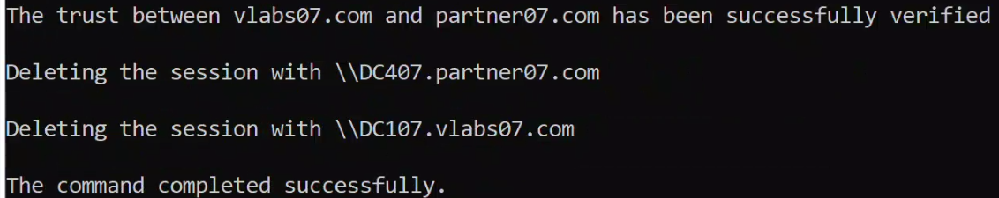 The trust between vlabs07.com and partner07.com has been successfully verified
Deleting the session with \\DC407.partner07.com
Deleting the session with \\DC107.vlabs07.com
The command completed successfully.